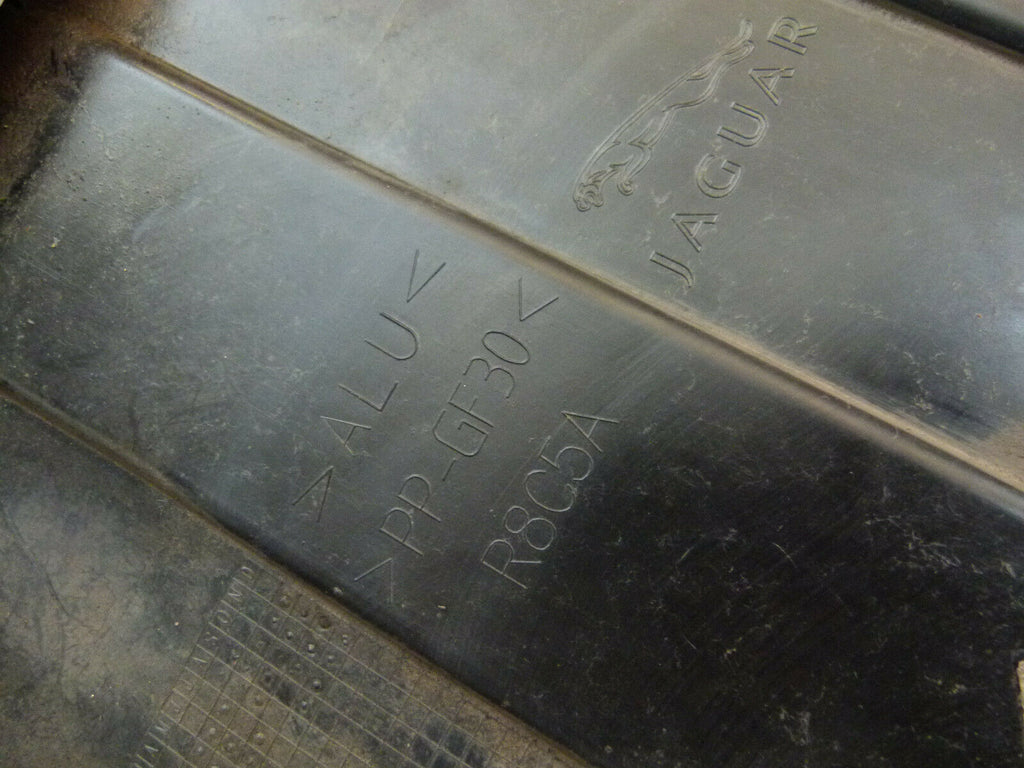 JAGUAR
>ALU<
>PP-GF30<
R8C5A